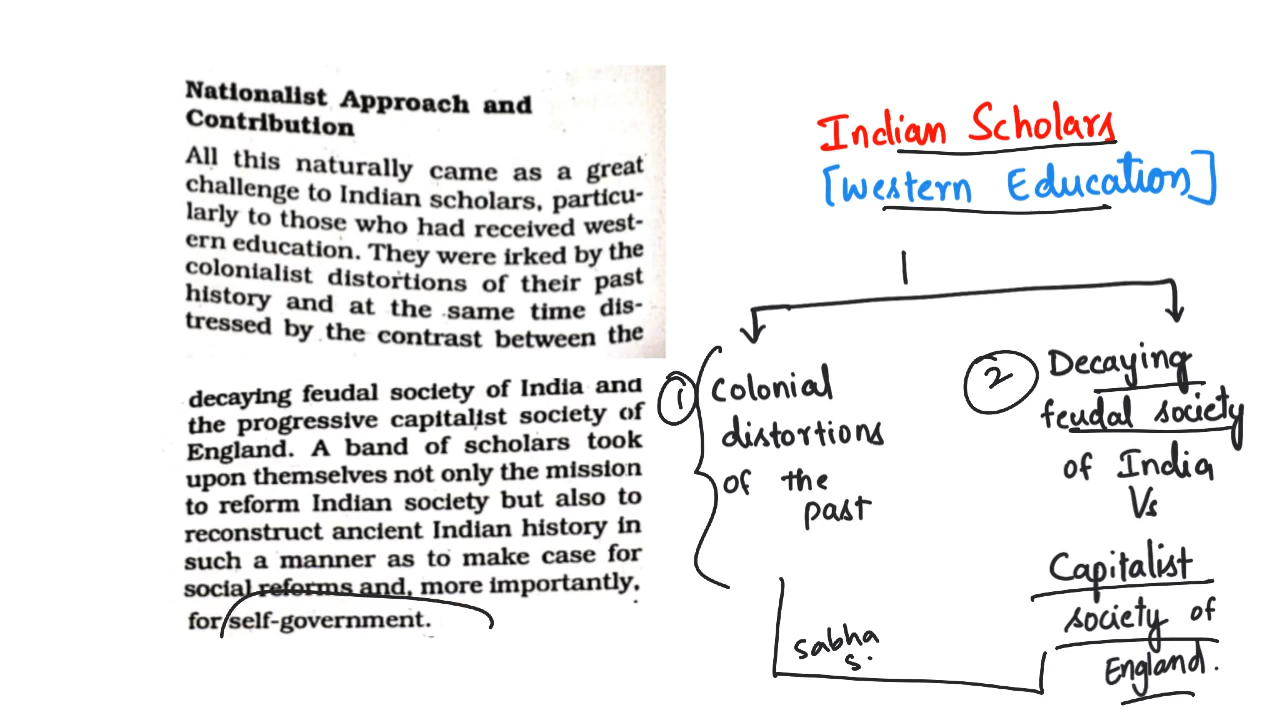 Nationalist Approach and
Contribution
All this naturally came as a great
challenge to Indian scholars, particu-
larly to those who had received west-
ern education. They were irked by the
colonialist distortions of their past
history and at the same time dis-
tressed by the contrast between the
decaying feudal society of India and
the progressive capitalist society of
England. A band of scholars took
upon themselves not only the mission
to reform Indian society but also to
reconstruct ancient Indian history in
such a manner as to make case for
social reforms and, more importantly,
for self-government.
Indian Scholars
[Western Education]
1
Colonial
distortions
of the
past
2
Decaying
feudal society
of India
Vs
Capitalist
society of
England.
sabha
s.